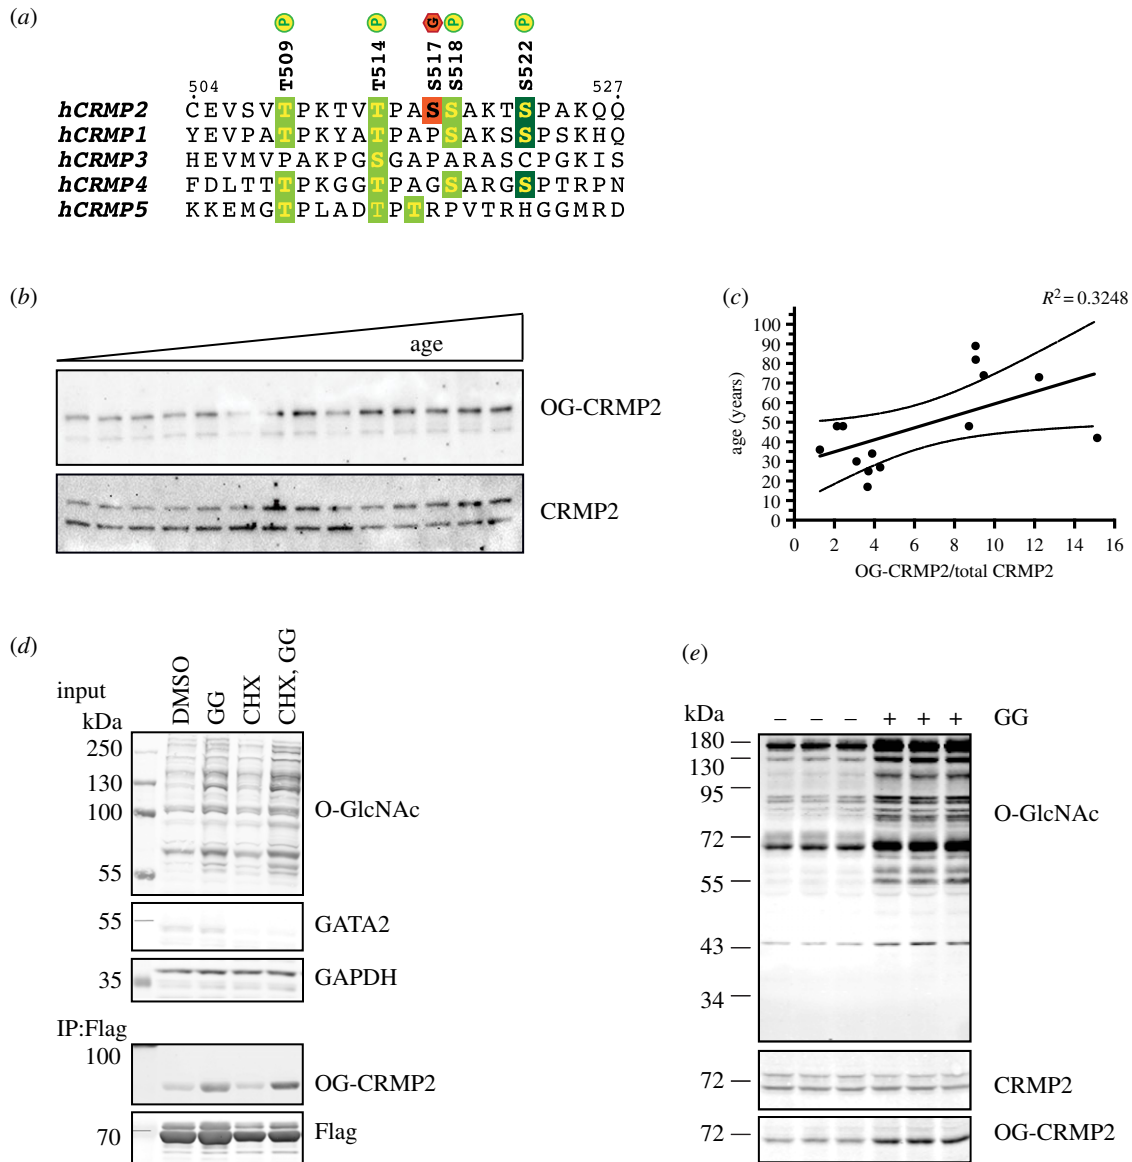 (a)
P P G P P
T509 T514 S517 S518 S522
504 527
hCRMP2 CEVSVTPKTVTPASSAKTSPAKQQ
hCRMP1 YEVPATPKYATPAPSAKSSPSKHQ
hCRMP3 HEVMVPAKPGSGAPARASCPGKIS
hCRMP4 FDLTTTPKGGTPAGSARGSPTRPN
hCRMP5 KKEMGTPLADTPTRPVTRHGGMRD
(b)
age
OG-CRMP2
CRMP2
(c)
R² = 0.3248
age (years)
100
90
80
70
60
50
40
30
20
10
0
0 2 4 6 8 10 12 14 16
OG-CRMP2/total CRMP2
(d)
input
DMSO GG CHX CHX, GG
kDa
250
130
100
55
O-GlcNAc
55
GATA2
35
GAPDH
IP:Flag
100
OG-CRMP2
70
Flag
(e)
kDa – – – + + + GG
180
130
95
72
55
43
34
O-GlcNAc
72
CRMP2
72
OG-CRMP2